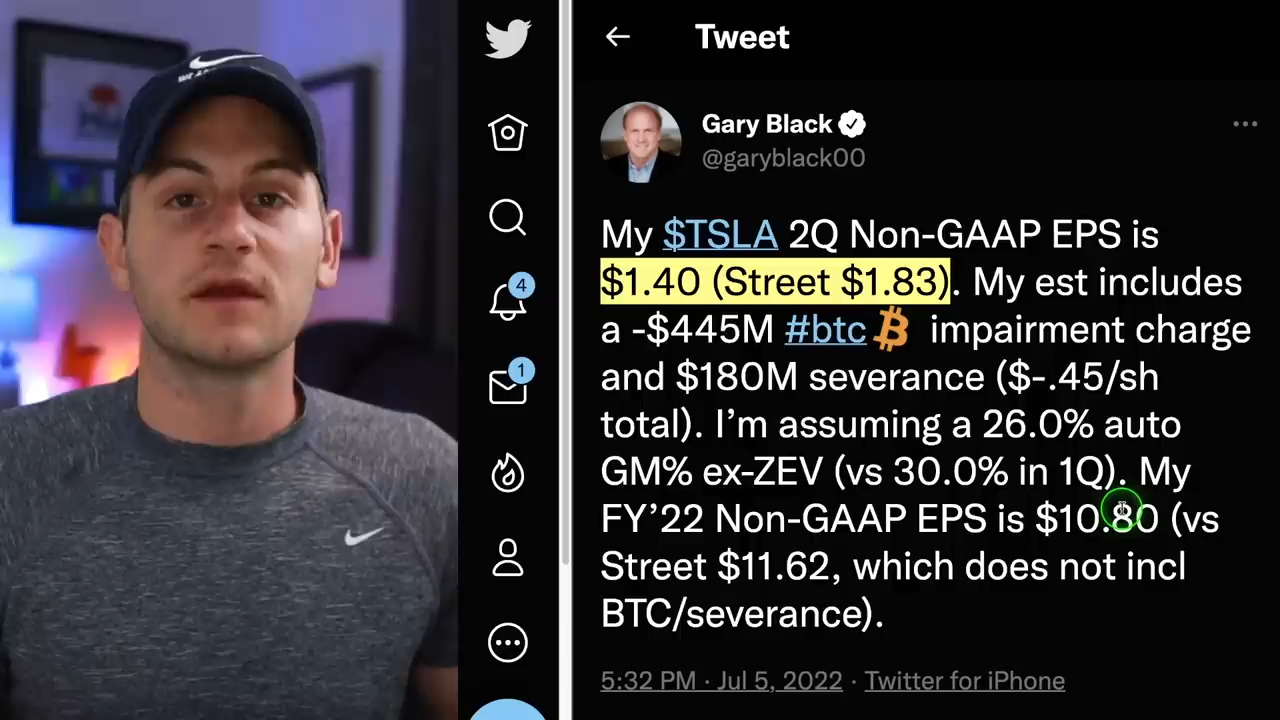 Tweet
Gary Black
@garyblack00
My $TSLA 2Q Non-GAAP EPS is
$1.40 (Street $1.83). My est includes
a -$445M #btc impairment charge
and $180M severance ($-.45/sh
total). I’m assuming a 26.0% auto
GM% ex-ZEV (vs 30.0% in 1Q). My
FY’22 Non-GAAP EPS is $10.80 (vs
Street $11.62, which does not incl
BTC/severance).
5:32 PM · Jul 5, 2022 · Twitter for iPhone
4
1